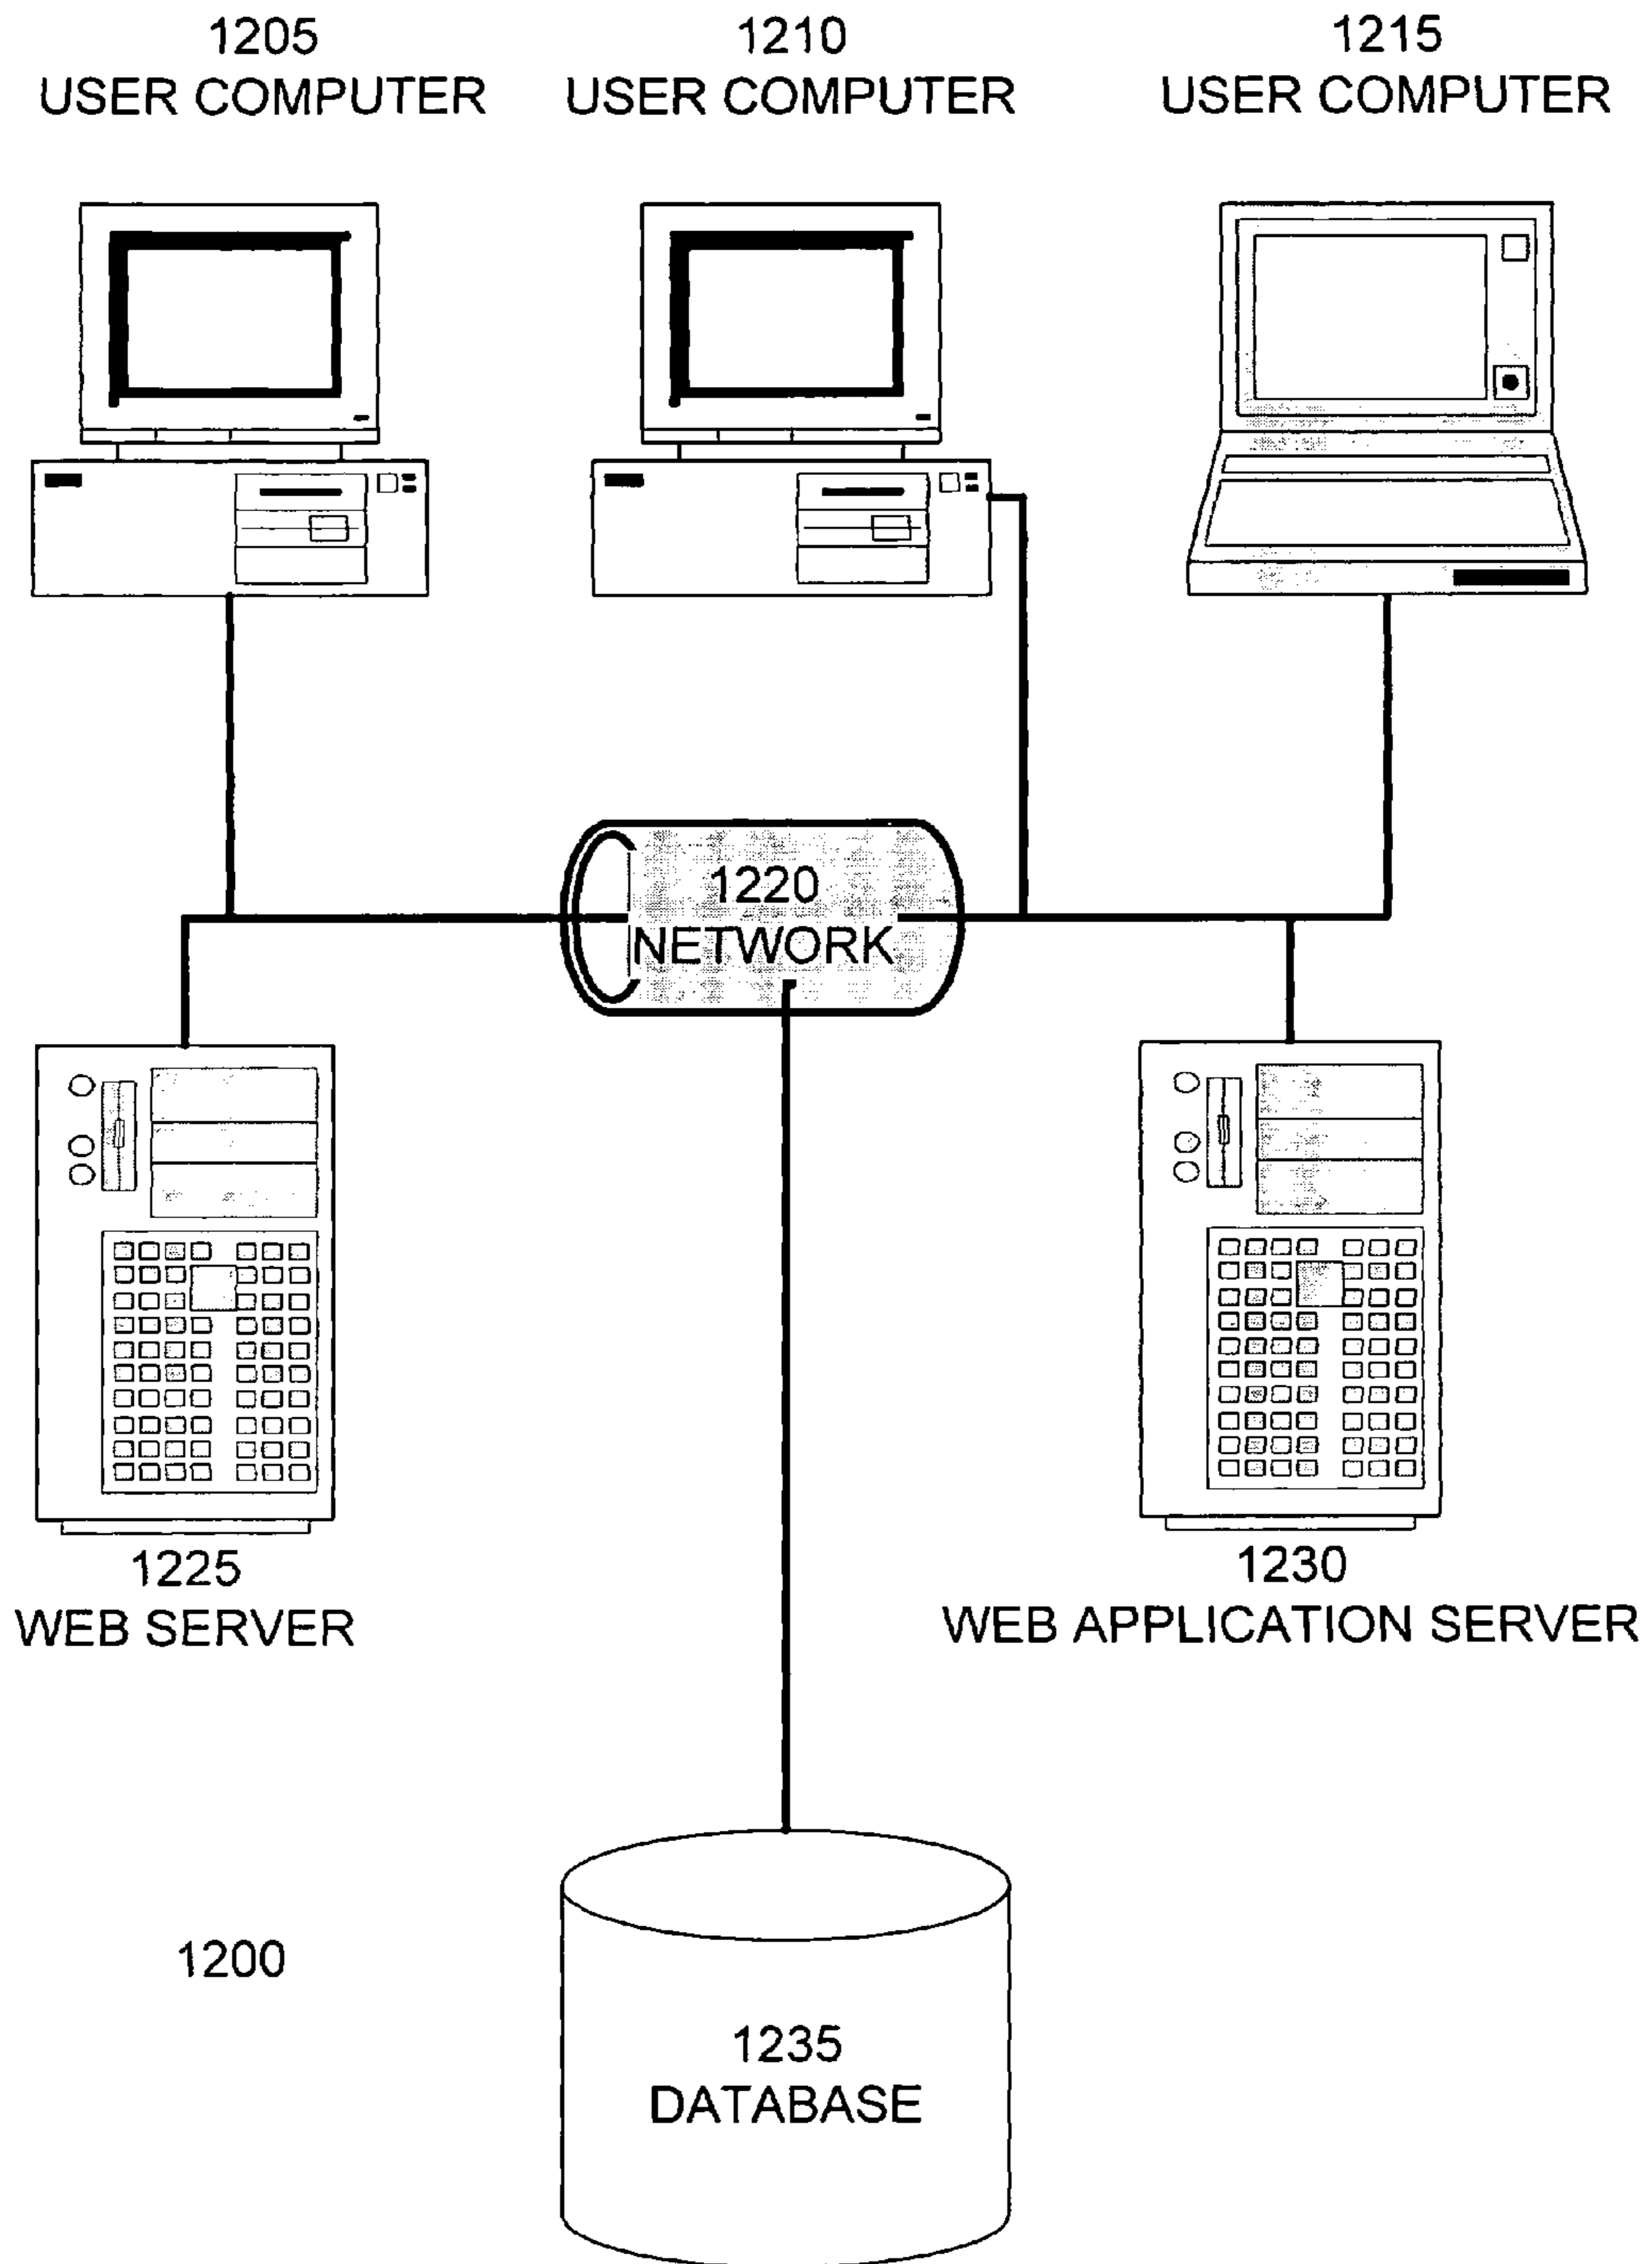 1205
USER COMPUTER
1210
USER COMPUTER
1215
USER COMPUTER
1220
NETWORK
1225
WEB SERVER
1230
WEB APPLICATION SERVER
1200
1235
DATABASE